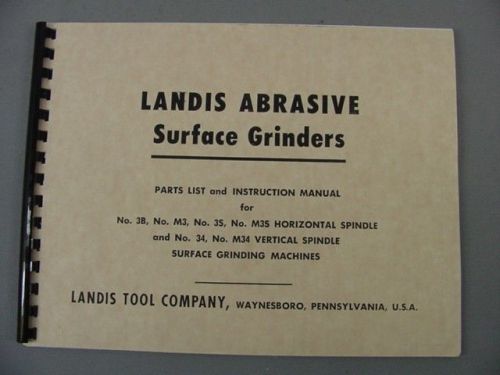 LANDIS ABRASIVE
Surface Grinders
PARTS LIST and INSTRUCTION MANUAL
for
No. 3B, No. M3, No. 3S, No. M3S HORIZONTAL SPINDLE
and No. 34, No. M34 VERTICAL SPINDLE
SURFACE GRINDING MACHINES
LANDIS TOOL COMPANY, WAYNESBORO, PENNSYLVANIA, U.S.A.